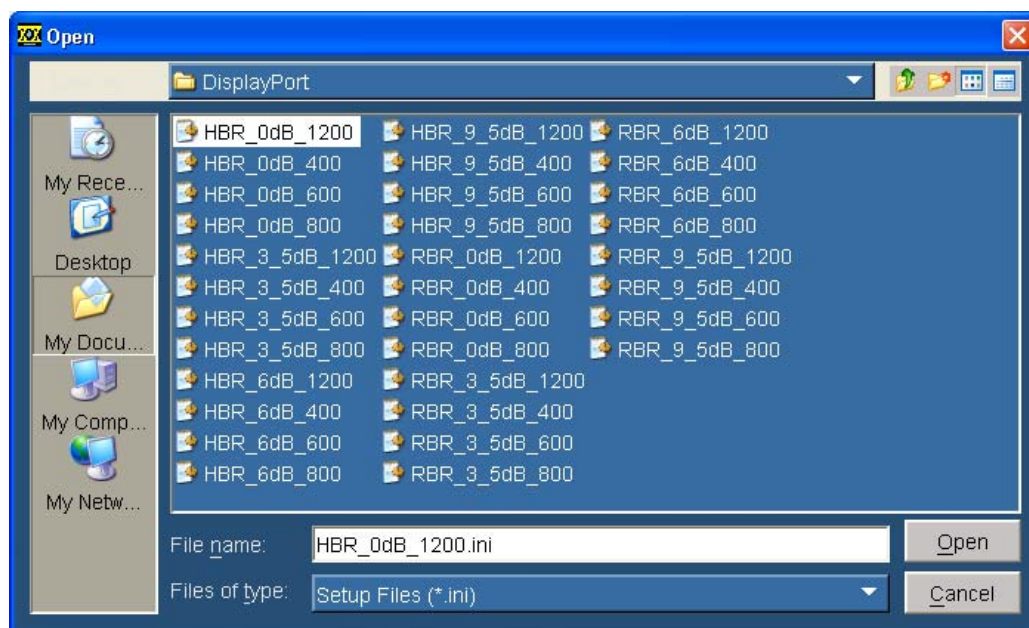 Open
DisplayPort
My Rece...
Desktop
My Docu...
My Comp...
My Netw...
HBR_0dB_1200
HBR_0dB_400
HBR_0dB_600
HBR_0dB_800
HBR_3_5dB_1200
HBR_3_5dB_400
HBR_3_5dB_600
HBR_3_5dB_800
HBR_6dB_1200
HBR_6dB_400
HBR_6dB_600
HBR_6dB_800
HBR_9_5dB_1200
HBR_9_5dB_400
HBR_9_5dB_600
HBR_9_5dB_800
RBR_0dB_1200
RBR_0dB_400
RBR_0dB_600
RBR_0dB_800
RBR_3_5dB_1200
RBR_3_5dB_400
RBR_3_5dB_600
RBR_3_5dB_800
RBR_6dB_1200
RBR_6dB_400
RBR_6dB_600
RBR_6dB_800
RBR_9_5dB_1200
RBR_9_5dB_400
RBR_9_5dB_600
RBR_9_5dB_800
File name: HBR_0dB_1200.ini
Open
Files of type: Setup Files (*.ini)
Cancel